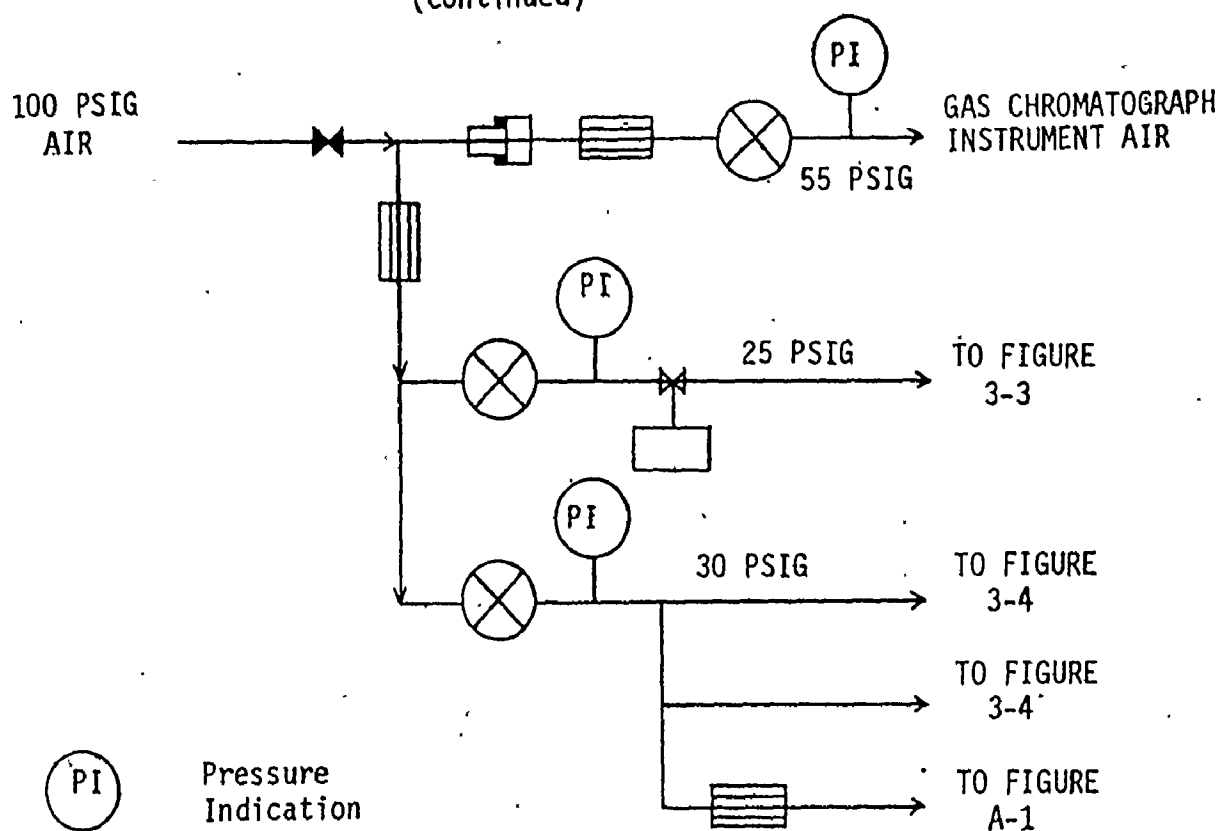 (continued)
PI
100 PSIG
AIR
GAS CHROMATOGRAPH
INSTRUMENT AIR
55 PSIG
PI
25 PSIG
TO FIGURE
3-3
PI
30 PSIG
TO FIGURE
3-4
TO FIGURE
3-4
PI
Pressure
Indication
TO FIGURE
A-1